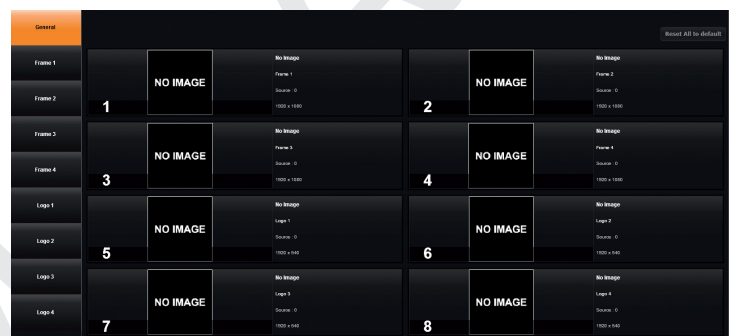 General
Reset All to default
Frame 1
Frame 2
Frame 3
Frame 4
Logo 1
Logo 2
Logo 3
Logo 4
NO IMAGE
1
No Image
Frame 1
Source : 0
1920 x 1080
NO IMAGE
2
No Image
Frame 2
Source : 0
1920 x 1080
NO IMAGE
3
No Image
Frame 3
Source : 0
1920 x 1080
NO IMAGE
4
No Image
Frame 4
Source : 0
1920 x 1080
NO IMAGE
5
No Image
Logo 1
Source : 0
1920 x 540
NO IMAGE
6
No Image
Logo 2
Source : 0
1920 x 540
NO IMAGE
7
No Image
Logo 3
Source : 0
1920 x 540
NO IMAGE
8
No Image
Logo 4
Source : 0
1920 x 540